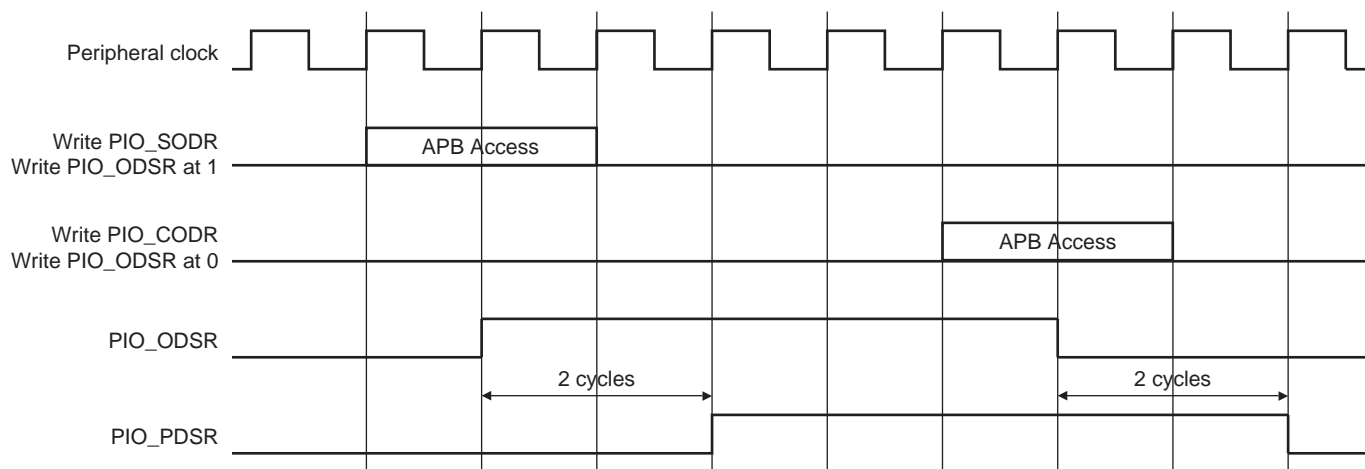 Peripheral clock
Write PIO_SODR
Write PIO_ODSR at 1
APB Access
Write PIO_CODR
Write PIO_ODSR at 0
APB Access
PIO_ODSR
2 cycles
2 cycles
PIO_PDSR